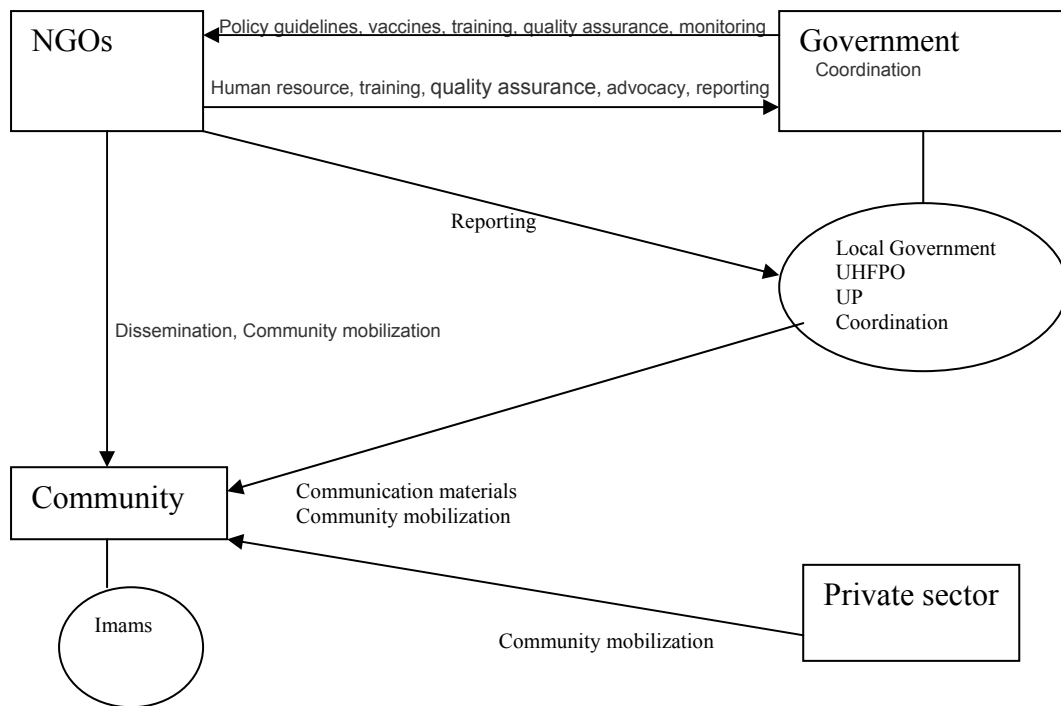 NGOs
Policy guidelines, vaccines, training, quality assurance, monitoring
Government
Coordination
Human resource, training, quality assurance, advocacy, reporting
Reporting
Local Government
UHFPO
UP
Coordination
Dissemination, Community mobilization
Community
Communication materials
Community mobilization
Private sector
Imams
Community mobilization